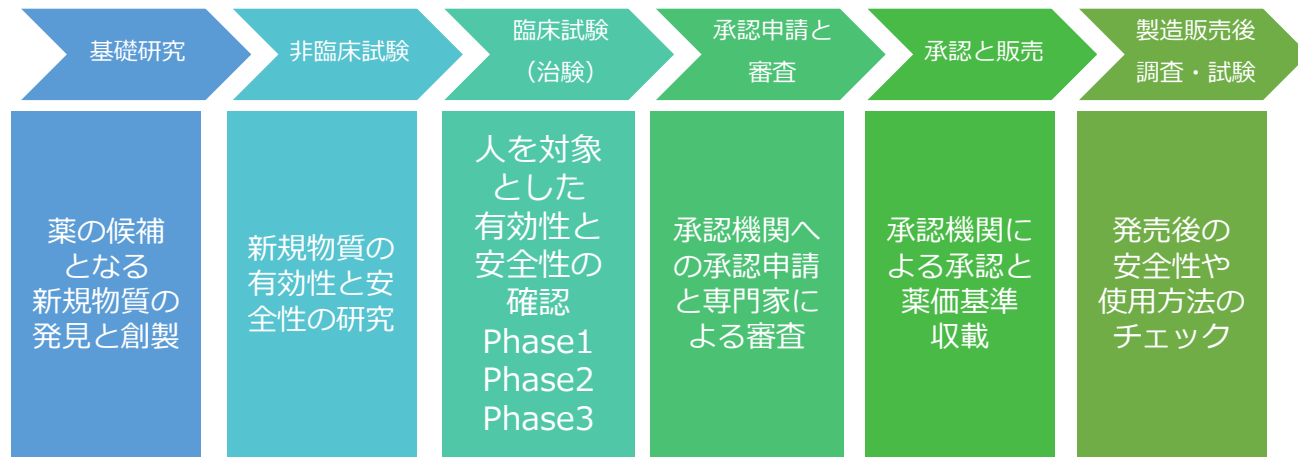 基礎研究
非臨床試験
臨床試験
（治験）
承認申請と
審査
承認と販売
製造販売後
調査・試験
薬の候補
となる
新規物質の
発見と創製
新規物質の
有効性と安
全性の研究
人を対象
とした
有効性と
安全性の
確認
Phase1
Phase2
Phase3
承認機関へ
の承認申請
と専門家に
よる審査
承認機関に
よる承認と
薬価基準
収載
発売後の
安全性や
使用方法の
チェック